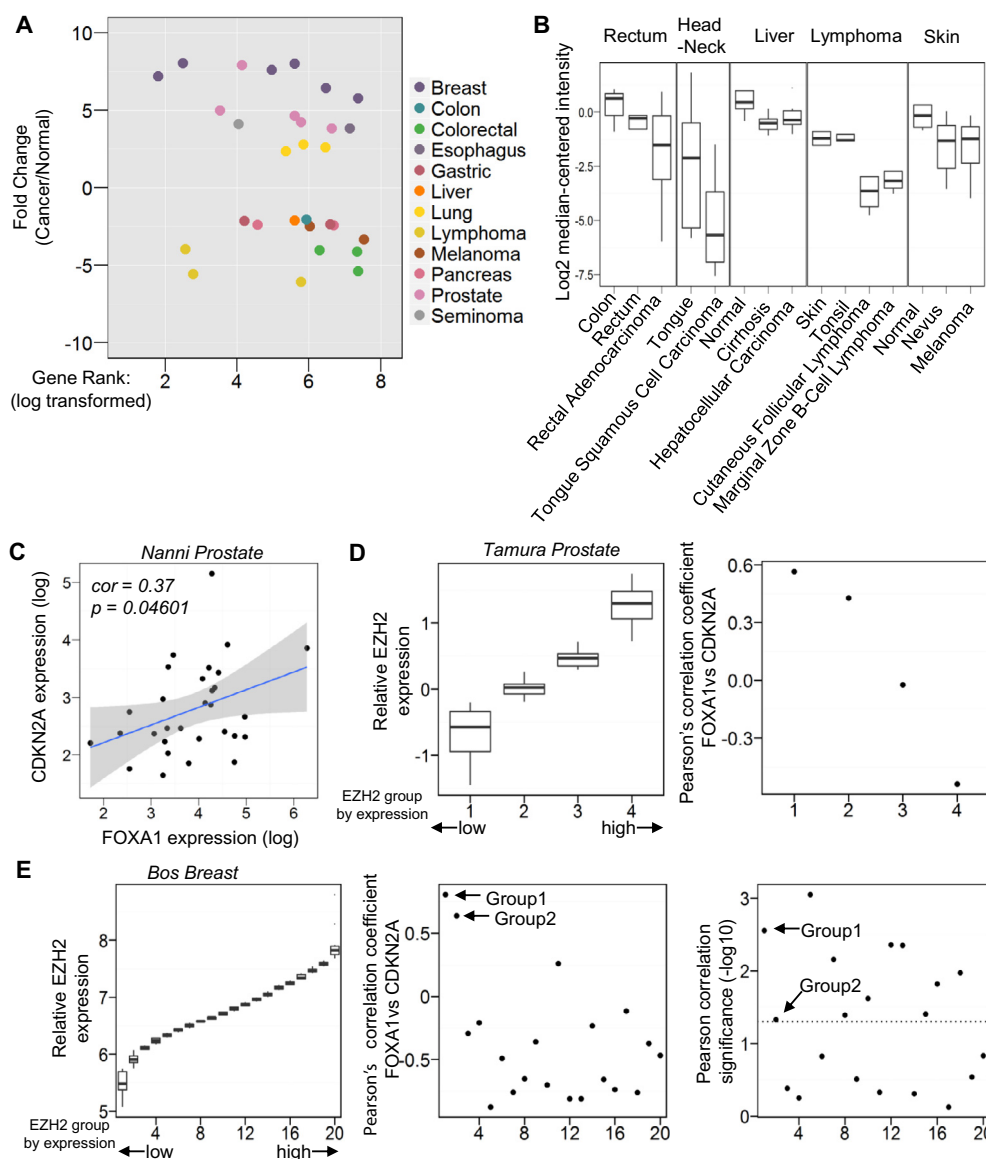 A
Fold Change
(Cancer/Normal)
10
5
0
-5
-10
Gene Rank:
(log transformed)
2
4
6
8
Breast
Colon
Colorectal
Esophagus
Gastric
Liver
Lung
Lymphoma
Melanoma
Pancreas
Prostate
Seminoma
B
Rectum
Head
-Neck
Liver
Lymphoma
Skin
Log2 median-centered intensity
0.0
-2.5
-5.0
-7.5
Colon
Rectum
Rectal Adenocarcinoma
Tongue
Tongue Squamous Cell Carcinoma
Normal
Cirrhosis
Hepatocellular Carcinoma
Skin
Tonsil
Cutaneous Follicular Lymphoma
Marginal Zone B-Cell Lymphoma
Normal
Nevus
Melanoma
C
Nanni Prostate
cor = 0.37
p = 0.04601
CDKN2A expression (log)
5
4
3
2
2
3
4
5
6
FOXA1 expression (log)
D
Tamura Prostate
Relative EZH2
expression
1
0
-1
1
2
3
4
EZH2 group
by expression
low
high
Pearson's correlation coefficient
FOXA1vs CDKN2A
0.6
0.3
0.0
-0.3
1
2
3
4
E
Bos Breast
Relative EZH2
expression
8
7
6
5
4
8
12
16
20
EZH2 group
by expression
low
high
Pearson's correlation coefficient
FOXA1vs CDKN2A
0.5
0
-0.5
Group1
Group2
4
8
12
16
20
Pearson correlation
significance (-log10)
3
2
1
0
Group1
Group2
4
8
12
16
20